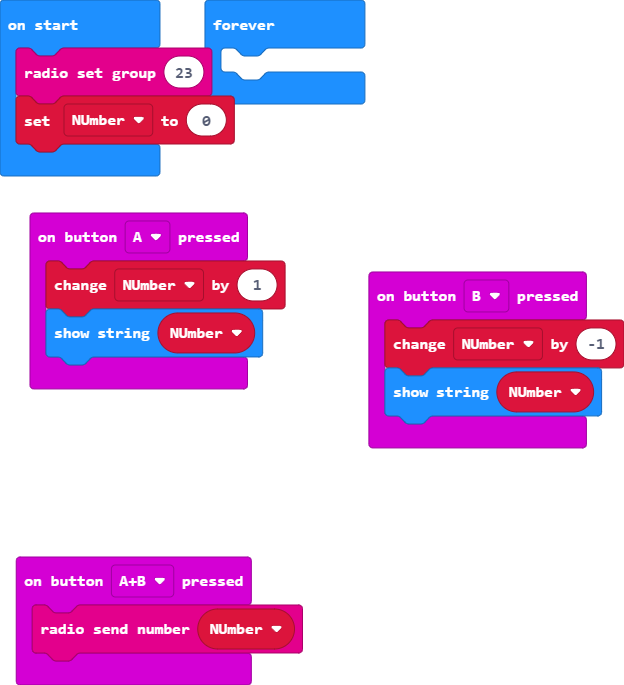 on start
forever
radio set group 23
set NUmber to 0
on button A pressed
change NUmber by 1
show string NUmber
on button B pressed
change NUmber by -1
show string NUmber
on button A+B pressed
radio send number NUmber